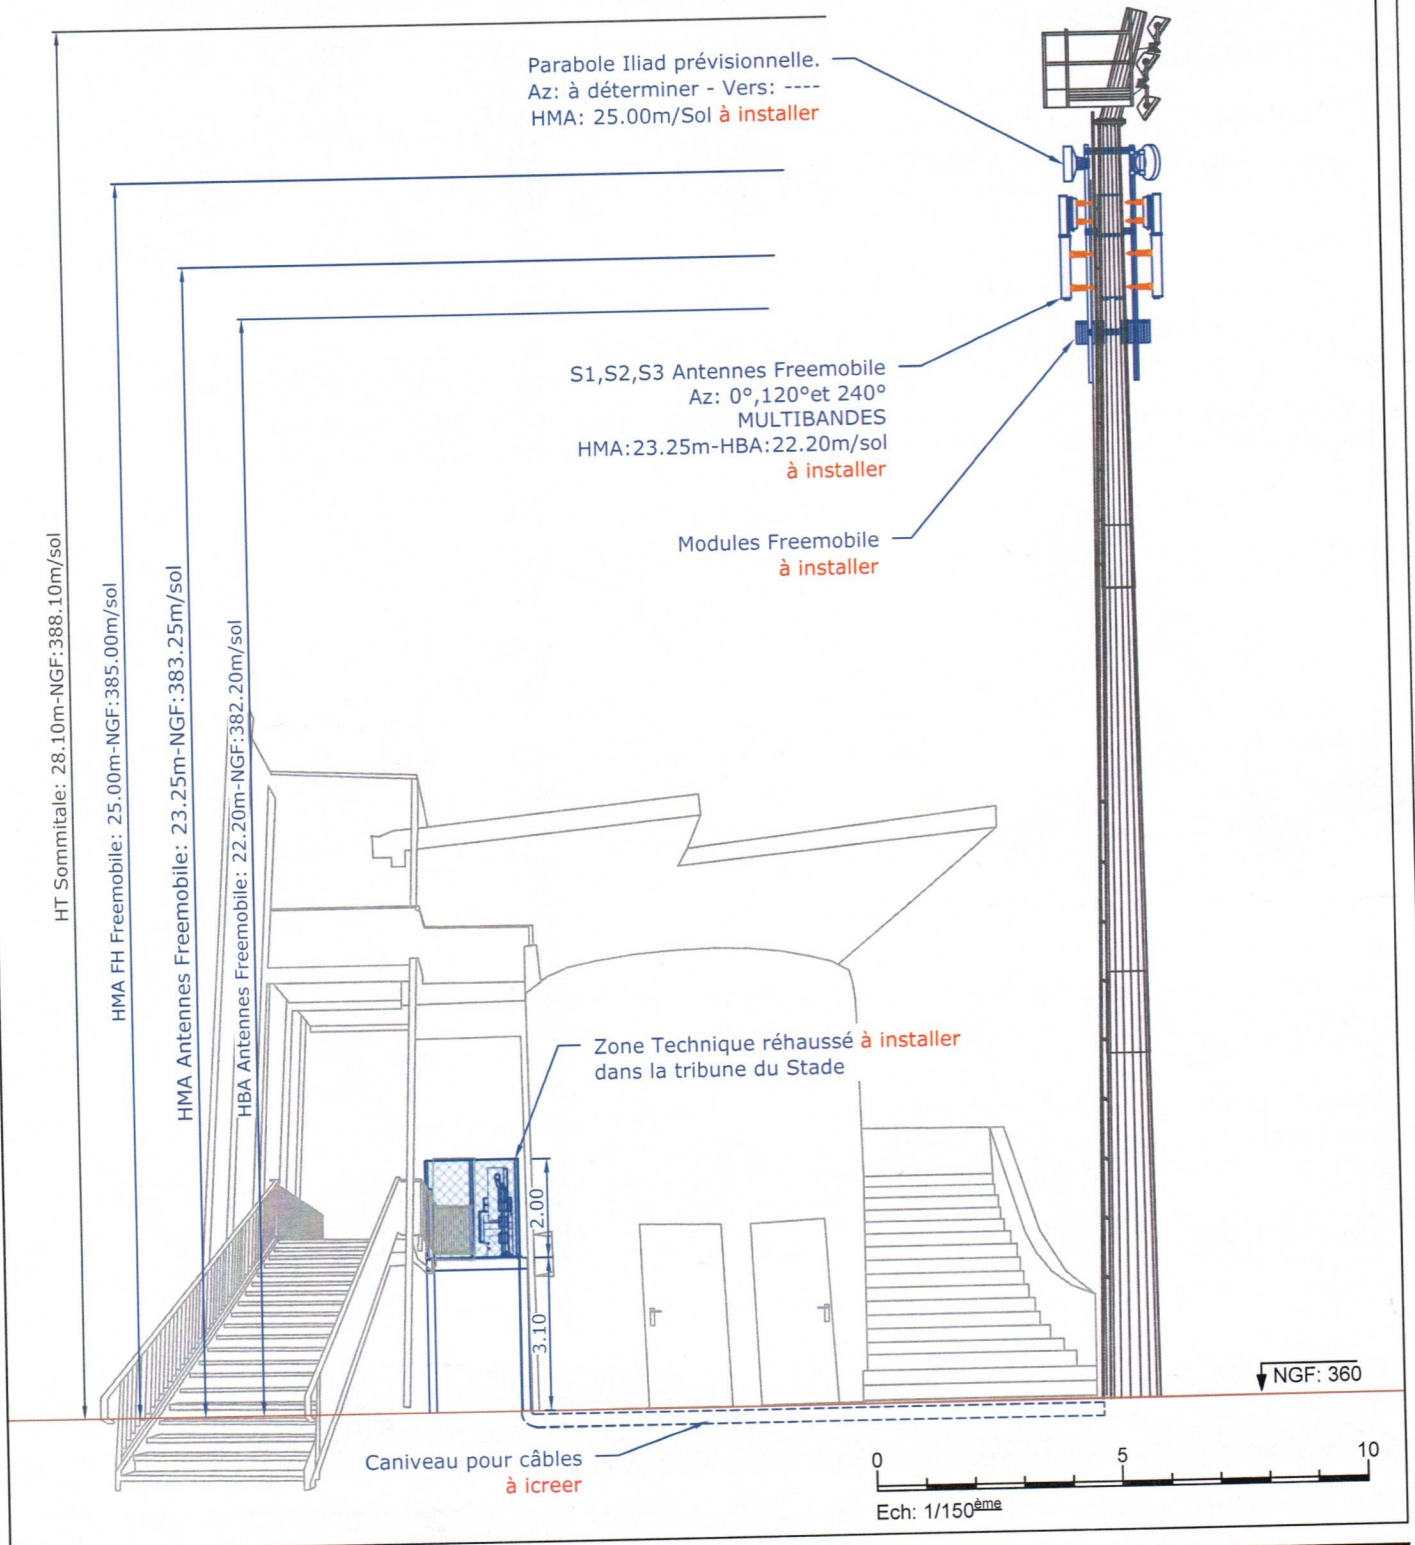 Parabole Iliad prévisionnelle.
Az: à déterminer - Vers: ----
HMA: 25.00m/Sol à installer
S1,S2,S3 Antennes Freemobile
Az: 0°,120°et 240°
MULTIBANDES
HMA:23.25m-HBA:22.20m/sol
à installer
Modules Freemobile
à installer
HT Sommitale: 28.10m-NGF:388.10m/sol
HMA FH Freemobile: 25.00m-NGF:385.00m/sol
HMA Antennes Freemobile: 23.25m-NGF:383.25m/sol
HBA Antennes Freemobile: 22.20m-NGF:382.20m/sol
Zone Technique réhaussé à installer
dans la tribune du Stade
2.00
3.10
NGF: 360
Caniveau pour câbles
à icreer
0 5 10
Ech: 1/150ème